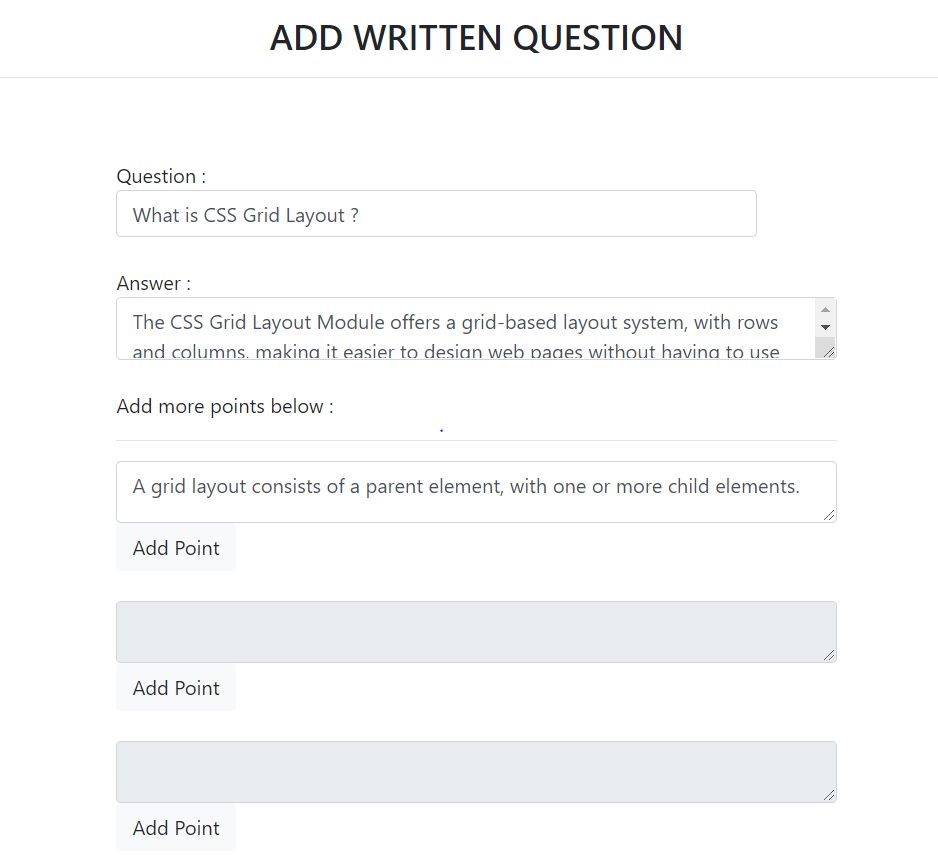 ADD WRITTEN QUESTION
Question :
What is CSS Grid Layout ?
Answer :
The CSS Grid Layout Module offers a grid-based layout system, with rows
and columns, making it easier to design web pages without having to use
Add more points below :
A grid layout consists of a parent element, with one or more child elements.
Add Point
Add Point
Add Point